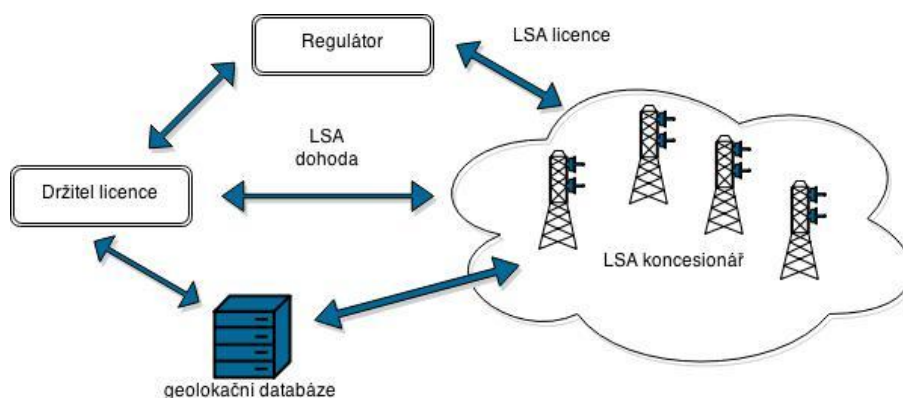 Regulátor
LSA licence
LSA
dohoda
Držitel licence
LSA koncesionář
geolokační databáze